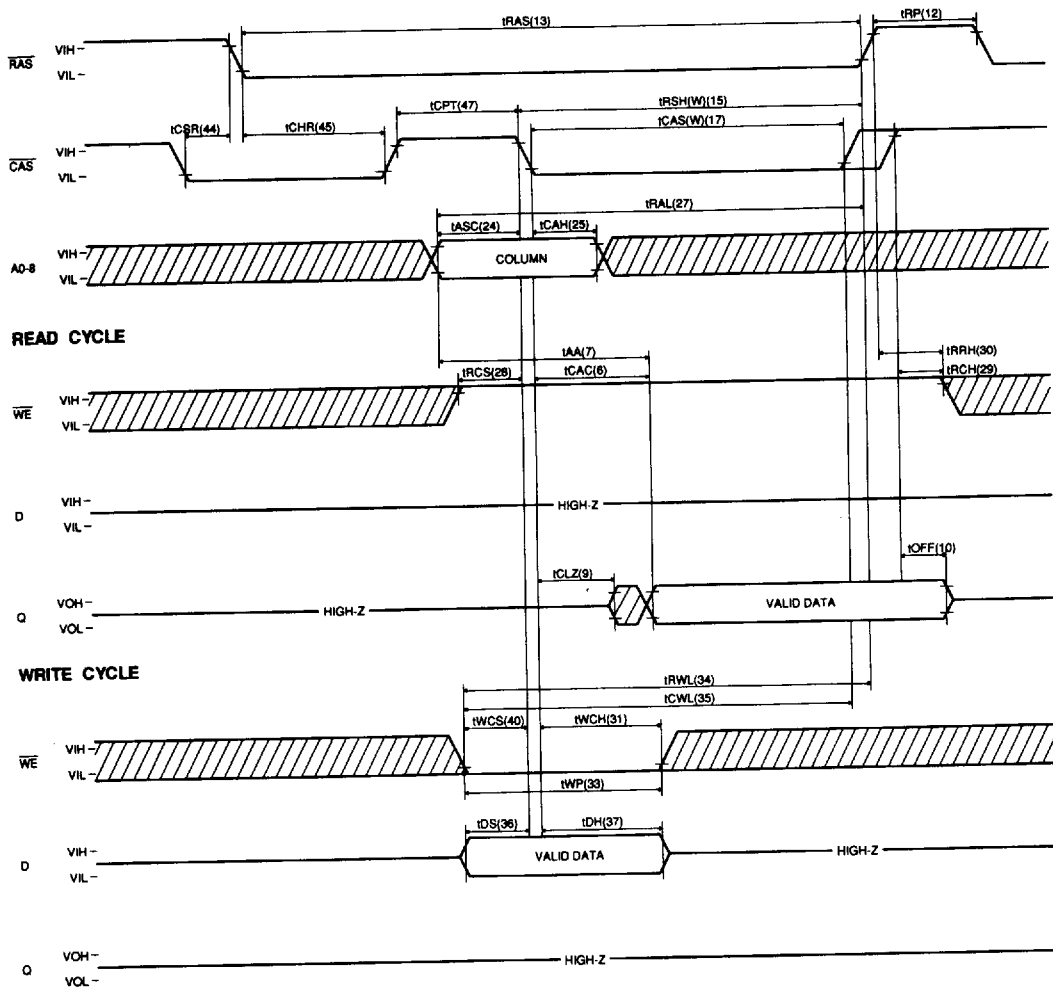 tRAS(13) tRP(12)
RAS VIH
VIL
tCPT(47) tRSH(W)(15)
tCSR(44) tCHR(45) tCAS(W)(17)
CAS VIH
VIL
tRAL(27)
tASC(24) tCAH(25)
A0-8 VIH
VIL
COLUMN
READ CYCLE
tAA(7) tRRH(30)
tRCS(28) tCAC(6) tRCH(29)
WE VIH
VIL
D VIH
VIL
HIGH-Z
tOFF(10)
tCLZ(9)
Q VOH
VOL
HIGH-Z VALID DATA
WRITE CYCLE
tRWL(34)
tCWL(35)
tWCS(40) tWCH(31)
WE VIH
VIL
tWP(33)
tDS(36) tDH(37)
D VIH
VIL
VALID DATA HIGH-Z
Q VOH
VOL
HIGH-Z